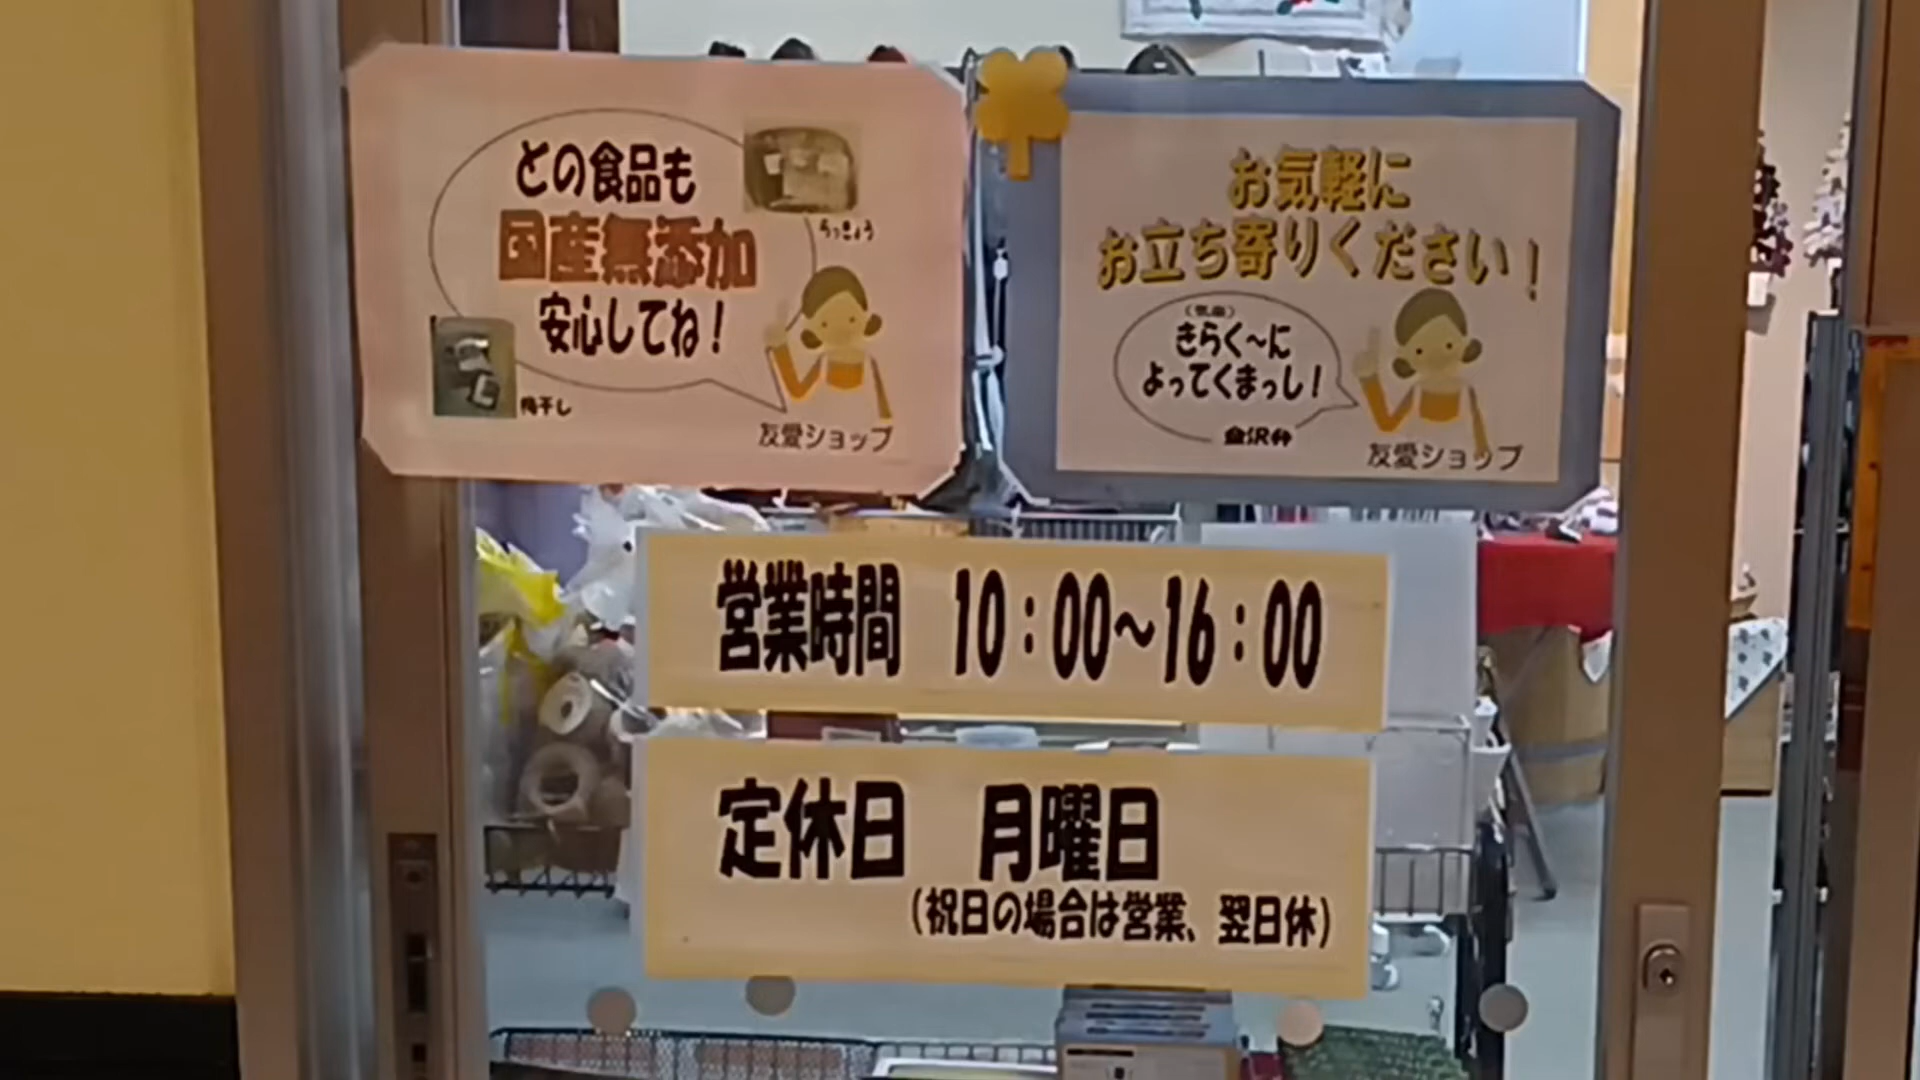 どの食品も
国産無添加
安心してね!
らっきょう
梅干し
友愛ショップ
お気軽に
お立ち寄りください!
(気楽)
きらく~に
よってくまっし!
金沢弁
友愛ショップ
営業時間 10:00~16:00
定休日 月曜日
(祝日の場合は営業、翌日休)